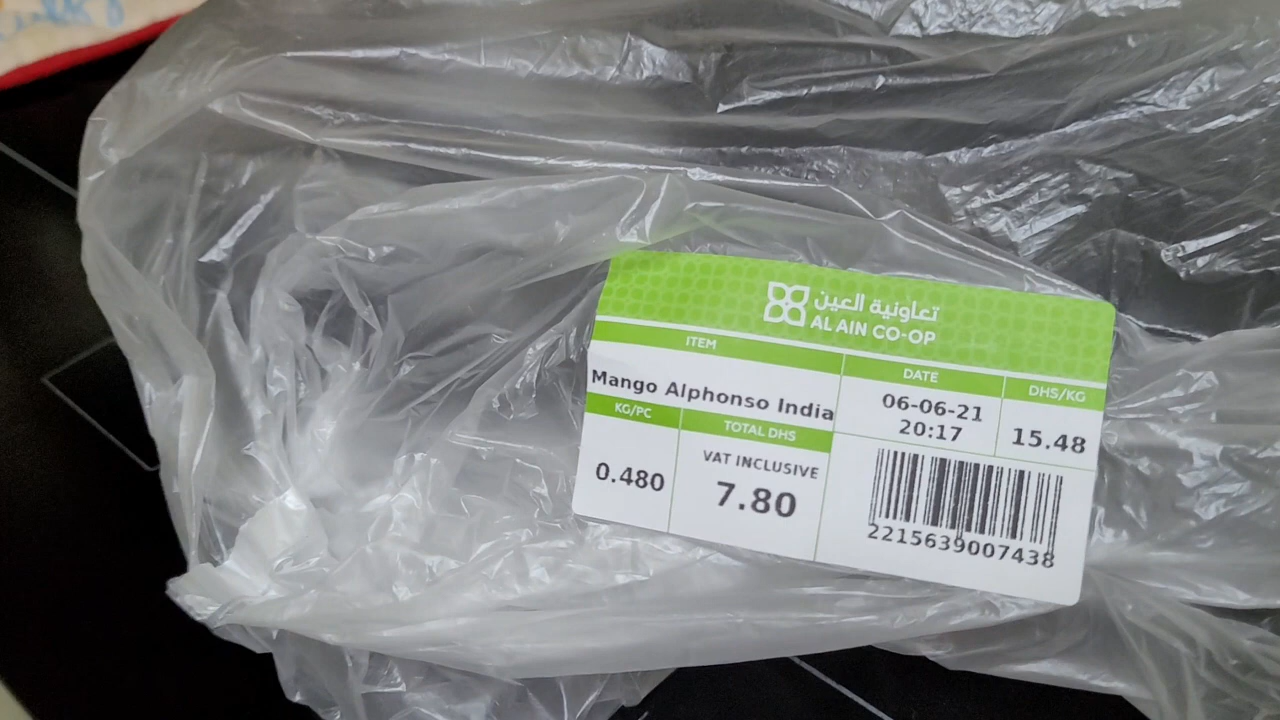 تعاونية العين
AL AIN CO-OP
ITEM
DATE
DHS/KG
Mango Alphonso India
06-06-21
20:17
15.48
KG/PC
TOTAL DHS
0.480
VAT INCLUSIVE
7.80
2215639007438